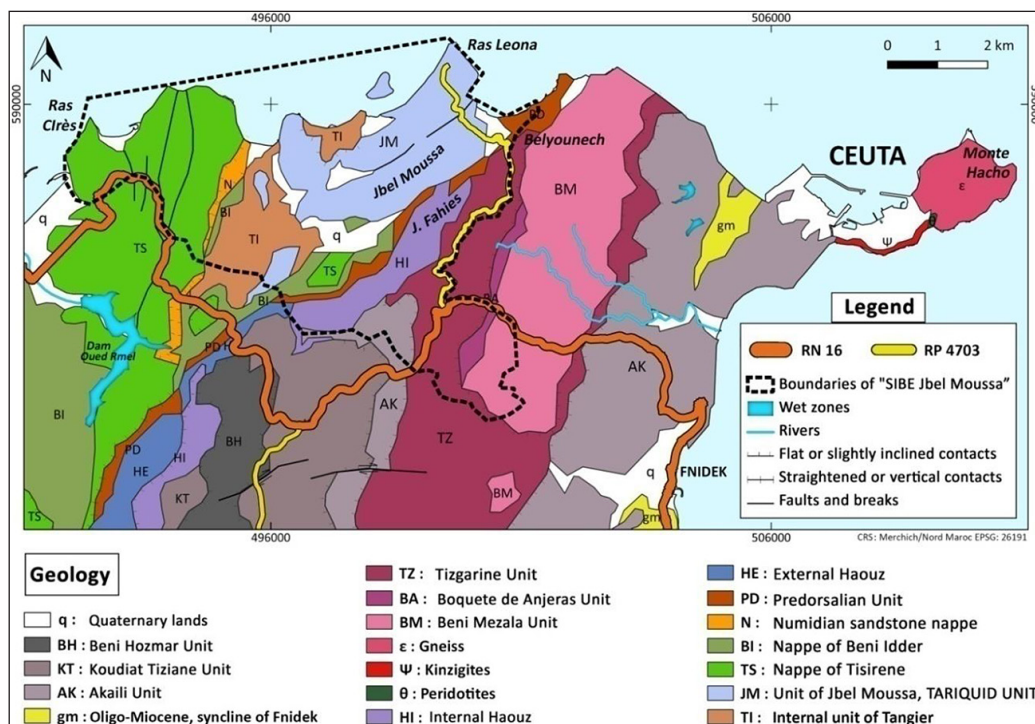 496000
506000
Ras Leona
0 1 2 km
N
Ras
CIrès
590000
590000
TI
JM
PD
Belyounech
CEUTA
Monte
Hacho
ε
Jbel Moussa
BM
q
N
BI
J. Fahies
gm
TS
TI
q
HI
θ
Ψ
TS
BI
BA
Dam
Oued Rmel
PD H
AK
AK
BI
TZ
PD
BH
HI
HE
q
FNIDEK
KT
BM
TS
gm
496000
506000
Legend
RN 16
RP 4703
Boundaries of "SIBE Jbel Moussa"
Wet zones
Rivers
Flat or slightly inclined contacts
Straightened or vertical contacts
Faults and breaks
CRS: Merchich/Nord Maroc EPSG: 26191
Geology
q : Quaternary lands
BH : Beni Hozmar Unit
KT : Koudiat Tiziane Unit
AK : Akaili Unit
gm : Oligo-Miocene, syncline of Fnidek
TZ : Tizgarine Unit
BA : Boquete de Anjeras Unit
BM : Beni Mezala Unit
ε : Gneiss
Ψ : Kinzigites
θ : Peridotites
HI : Internal Haouz
HE : External Haouz
PD : Predorsalian Unit
N : Numidian sandstone nappe
BI : Nappe of Beni Idder
TS : Nappe of Tisirene
JM : Unit of Jbel Moussa, TARIQUID UNIT
TI : Internal unit of Tangier